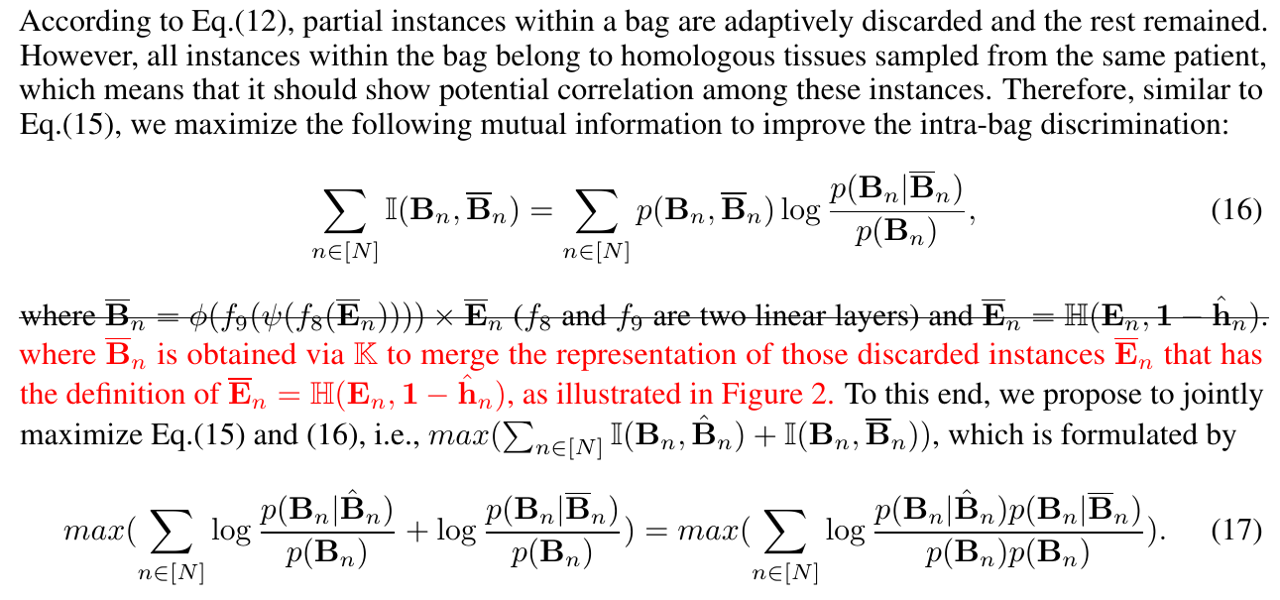 According to Eq.(12), partial instances within a bag are adaptively discarded and the rest remained.
However, all instances within the bag belong to homologous tissues sampled from the same patient,
which means that it should show potential correlation among these instances. Therefore, similar to
Eq.(15), we maximize the following mutual information to improve the intra-bag discrimination:
$$\sum_{n\in[N]} \mathbb{I}(\mathbf{B}_n, \overline{\mathbf{B}}_n) = \sum_{n\in[N]} p(\mathbf{B}_n, \overline{\mathbf{B}}_n) \log \frac{p(\mathbf{B}_n|\overline{\mathbf{B}}_n)}{p(\mathbf{B}_n)}, \quad (16)$$
~~where $\overline{\mathbf{B}}_n = \phi(f_9(\psi(f_8(\overline{\mathbf{E}}_n)))) \times \overline{\mathbf{E}}_n$ ($f_8$ and $f_9$ are two linear layers) and $\overline{\mathbf{E}}_n = \mathbb{H}(\mathbf{E}_n, \mathbf{1} - \hat{\mathbf{h}}_n)$.~~
where $\overline{\mathbf{B}}_n$ is obtained via $\mathbb{K}$ to merge the representation of those discarded instances $\overline{\mathbf{E}}_n$ that has
the definition of $\overline{\mathbf{E}}_n = \mathbb{H}(\mathbf{E}_n, \mathbf{1} - \hat{\mathbf{h}}_n)$, as illustrated in Figure 2. To this end, we propose to jointly
maximize Eq.(15) and (16), i.e., $max(\sum_{n\in[N]} \mathbb{I}(\mathbf{B}_n, \hat{\mathbf{B}}_n) + \mathbb{I}(\mathbf{B}_n, \overline{\mathbf{B}}_n))$, which is formulated by
$$max(\sum_{n\in[N]} \log \frac{p(\mathbf{B}_n|\hat{\mathbf{B}}_n)}{p(\mathbf{B}_n)} + \log \frac{p(\mathbf{B}_n|\overline{\mathbf{B}}_n)}{p(\mathbf{B}_n)}) = max(\sum_{n\in[N]} \log \frac{p(\mathbf{B}_n|\hat{\mathbf{B}}_n)p(\mathbf{B}_n|\overline{\mathbf{B}}_n)}{p(\mathbf{B}_n)p(\mathbf{B}_n)}). \quad (17)$$